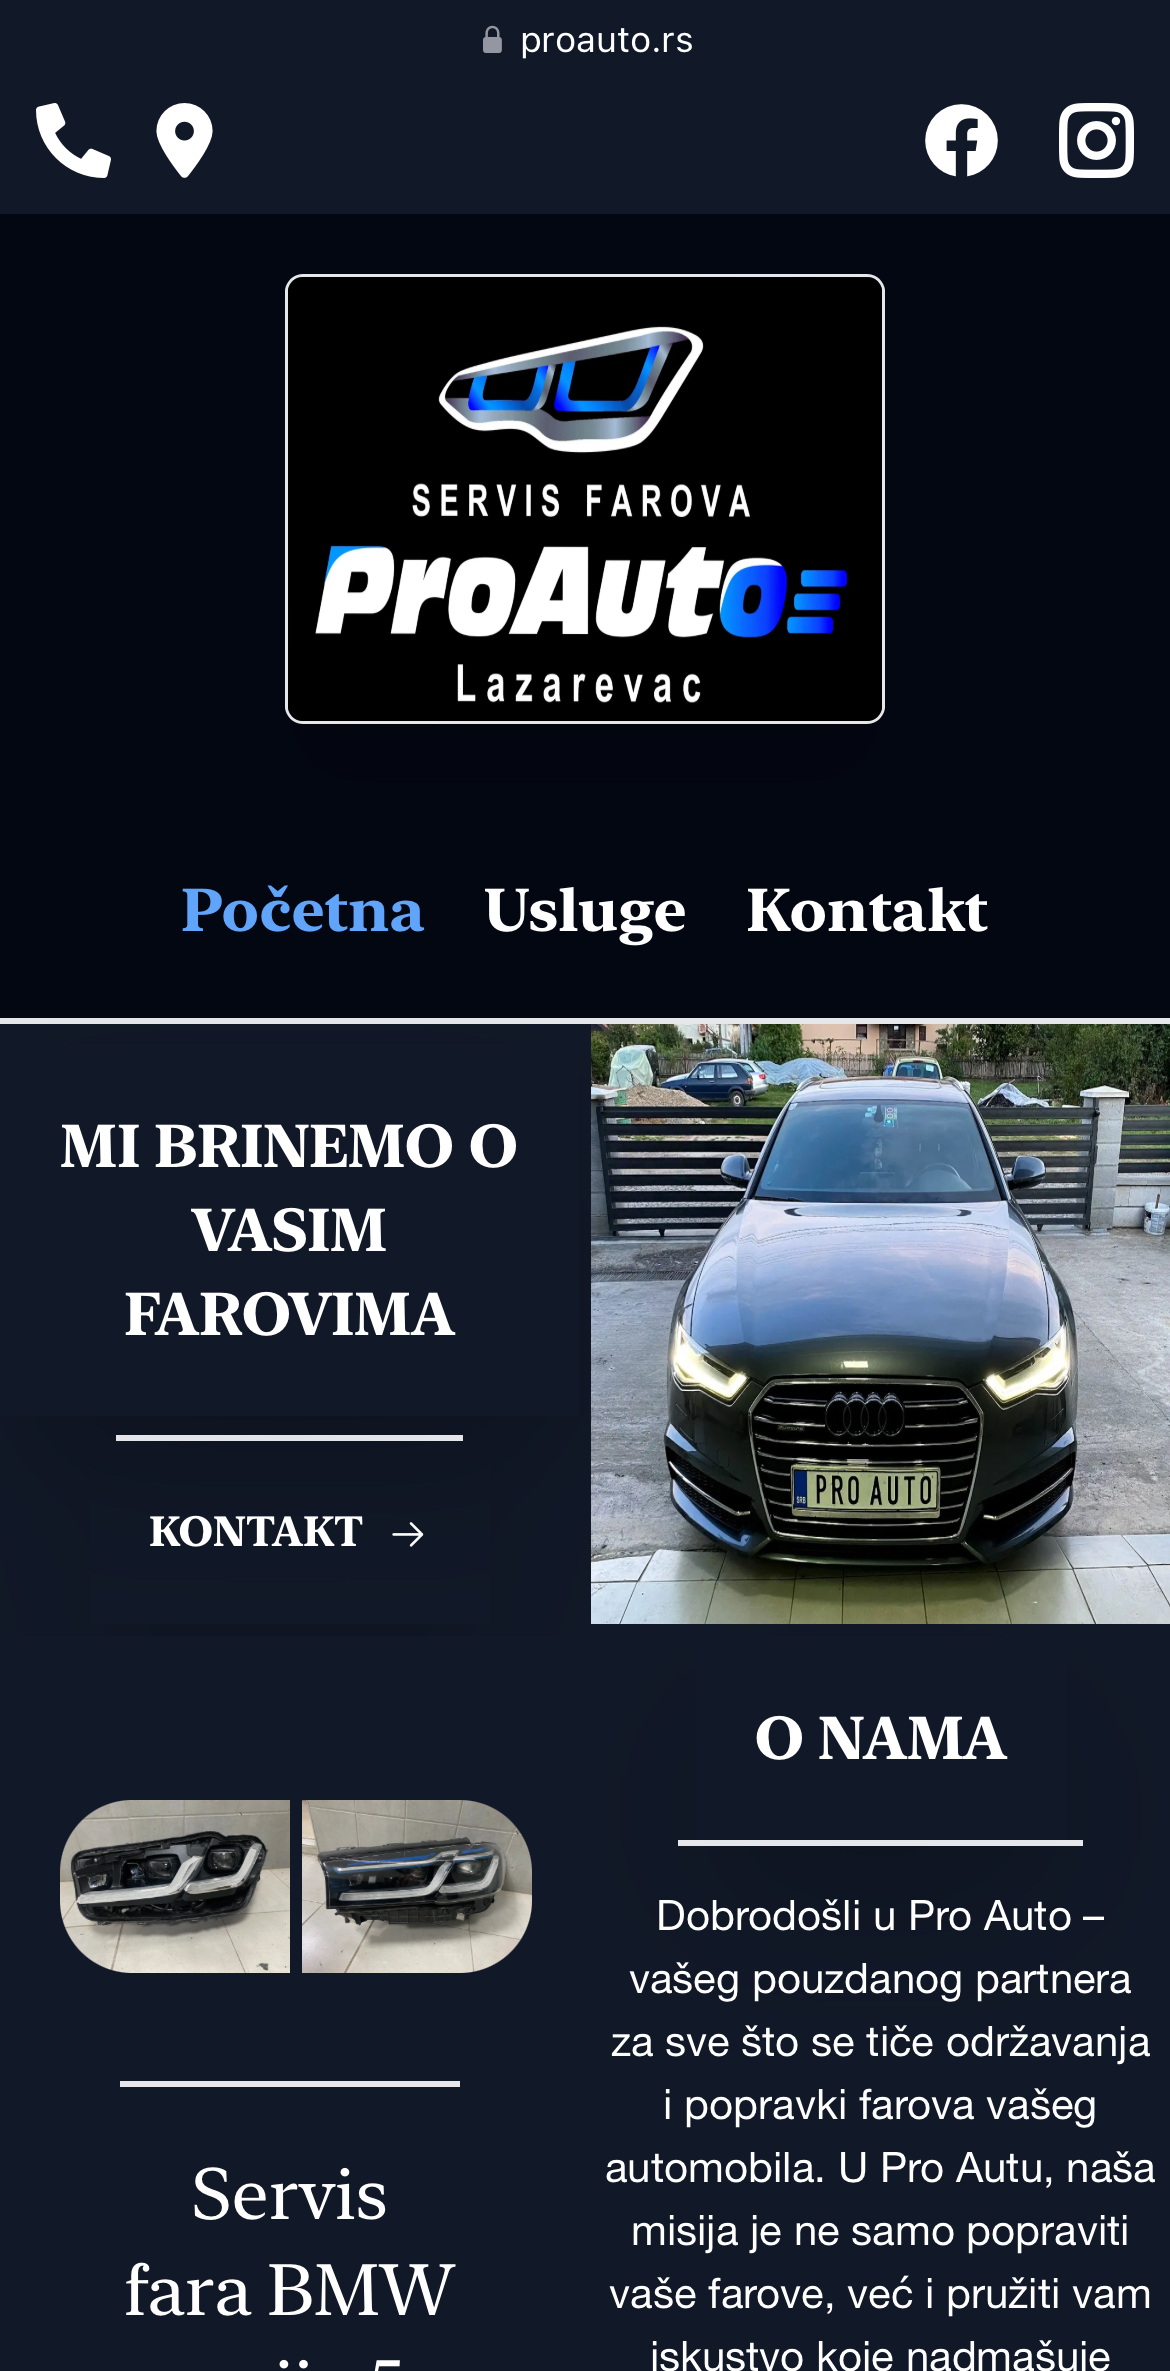 proauto.rs
SERVIS FAROVA
ProAuto
Lazarevac
Početna Usluge Kontakt
MI BRINEMO O
VASIM
FAROVIMA
KONTAKT →
PRO AUTO
O NAMA
Dobrodošli u Pro Auto –
vašeg pouzdanog partnera
za sve što se tiče održavanja
i popravki farova vašeg
automobila. U Pro Autu, naša
misija je ne samo popraviti
vaše farove, već i pružiti vam
iskustvo koje nadmašuje
Servis
fara BMW